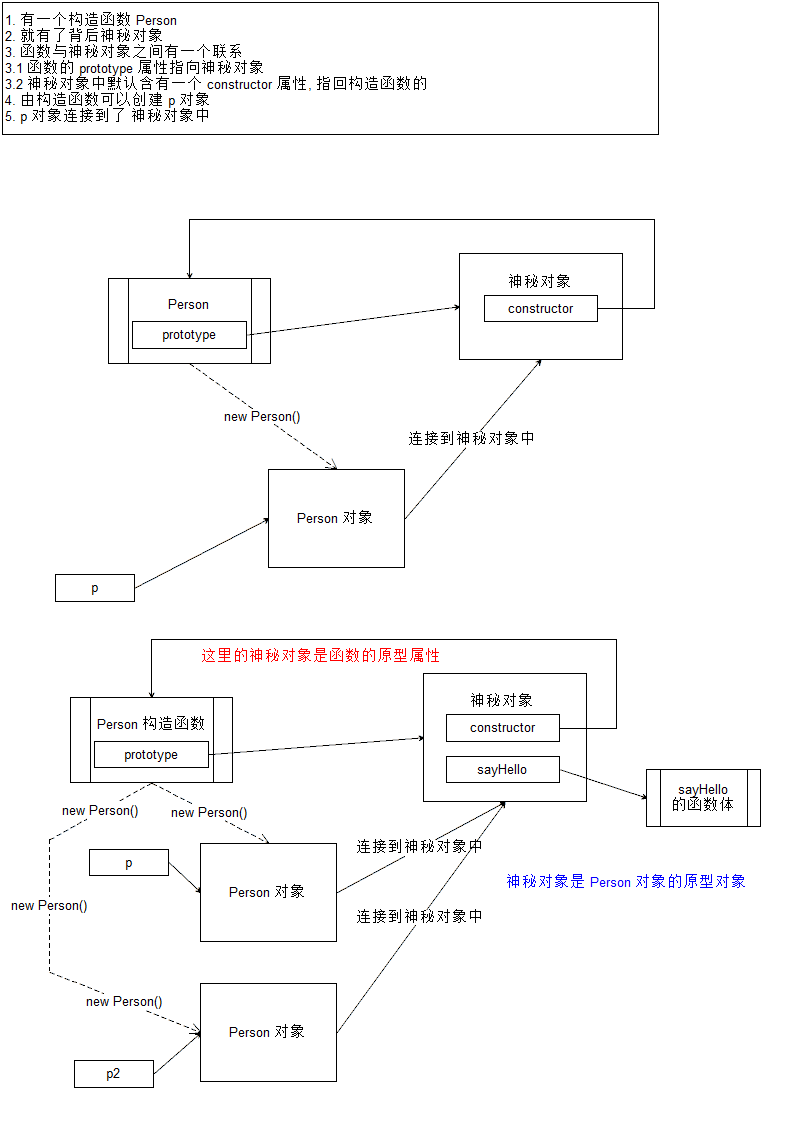 1. 有一个构造函数 Person
2. 就有了背后神秘对象
3. 函数与神秘对象之间有一个联系
3.1 函数的 prototype 属性指向神秘对象
3.2 神秘对象中默认含有一个 constructor 属性, 指回构造函数的
4. 由构造函数可以创建 p 对象
5. p 对象连接到了 神秘对象中
神秘对象
Person
constructor
prototype
new Person()
连接到神秘对象中
Person 对象
p
这里的神秘对象是函数的原型属性
神秘对象
Person 构造函数
constructor
prototype
sayHello
sayHello
的函数体
new Person()
new Person()
连接到神秘对象中
p
Person 对象
神秘对象是 Person 对象的原型对象
new Person()
连接到神秘对象中
new Person()
Person 对象
p2